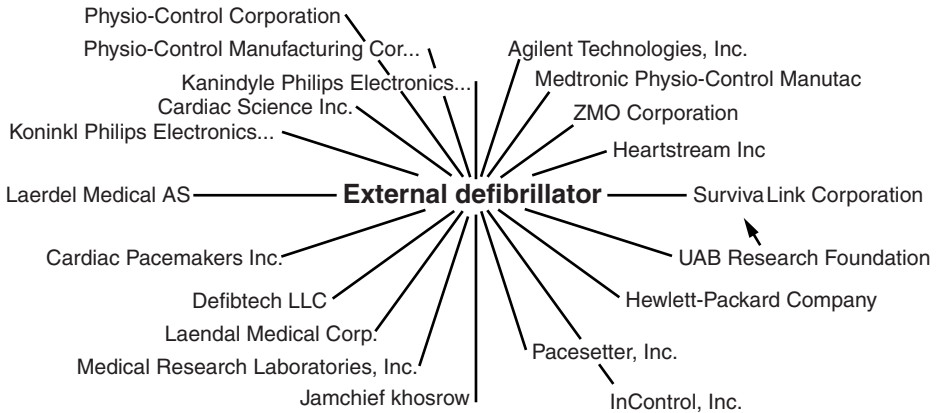 Physio-Control Corporation
Physio-Control Manufacturing Cor...
Agilent Technologies, Inc.
Kanindyle Philips Electronics...
Medtronic Physio-Control Manutac
Cardiac Science Inc.
ZMO Corporation
Koninkl Philips Electronics...
Heartstream Inc
Laerdel Medical AS
External defibrillator
SurvivaLink Corporation
Cardiac Pacemakers Inc.
UAB Research Foundation
Defibtech LLC
Hewlett-Packard Company
Laendal Medical Corp.
Pacesetter, Inc.
Medical Research Laboratories, Inc.
Jamchief khosrow
InControl, Inc.